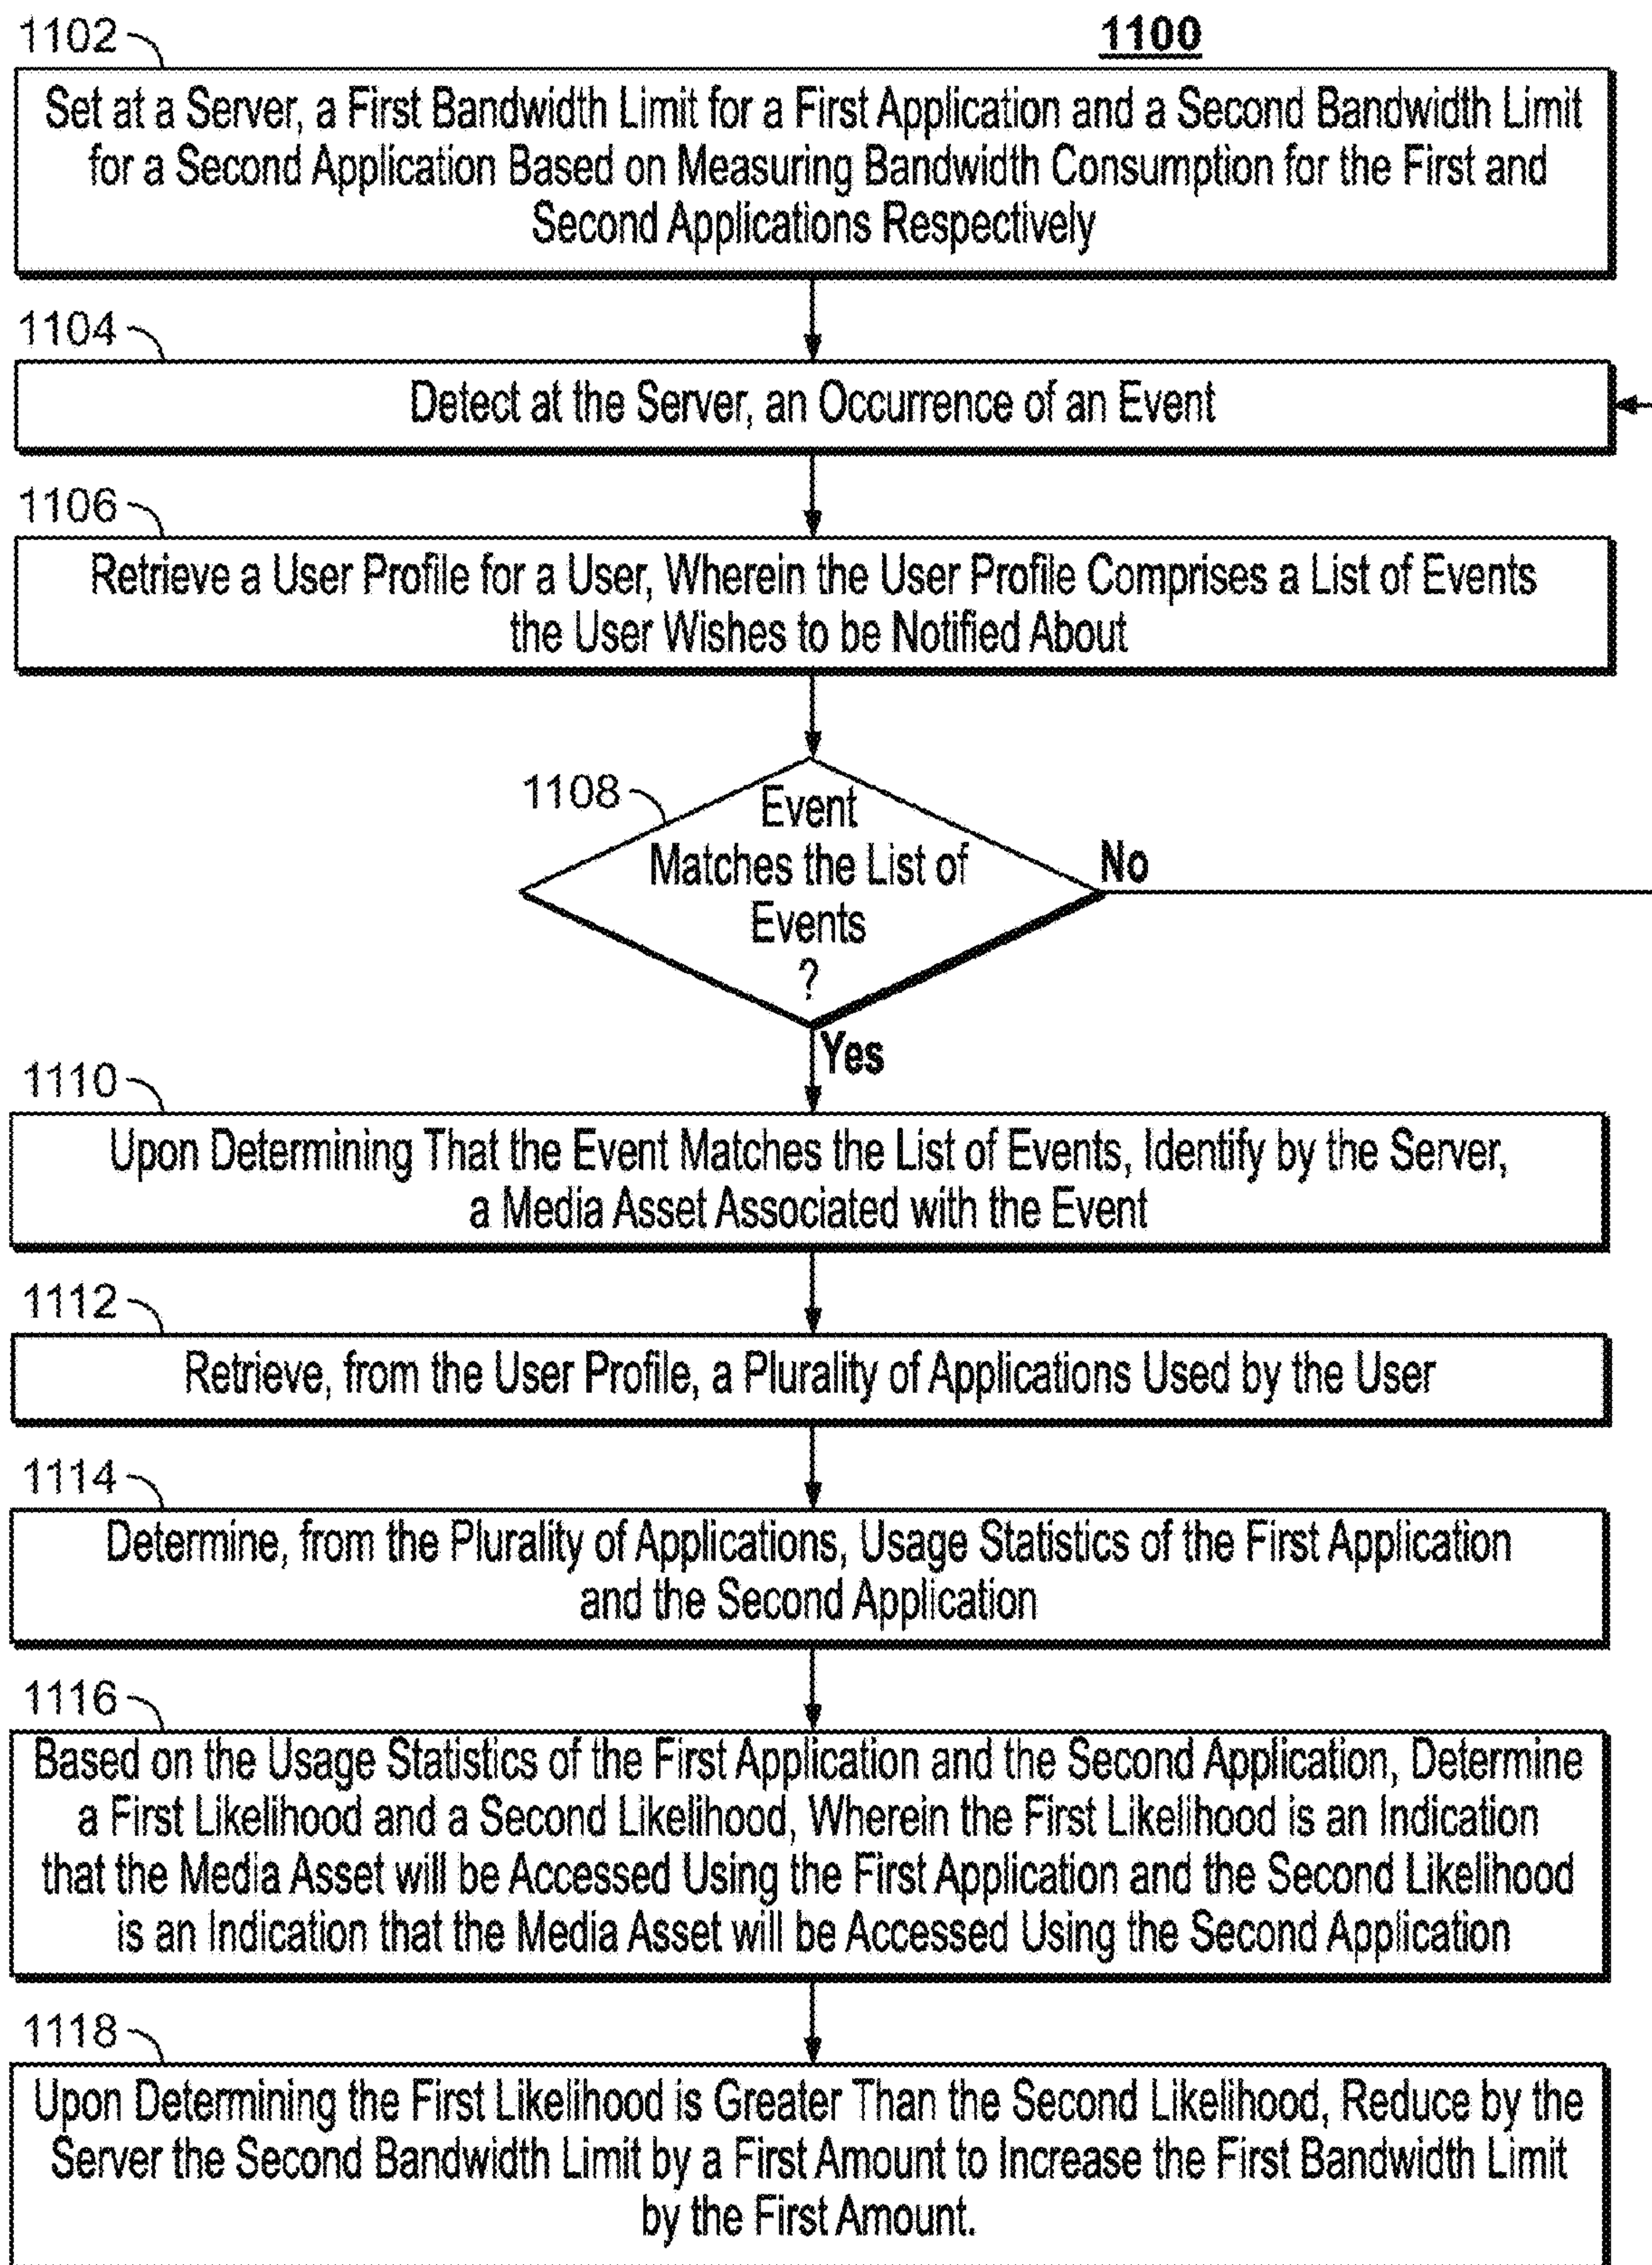 1100
1102
Set at a Server, a First Bandwidth Limit for a First Application and a Second Bandwidth Limit
for a Second Application Based on Measuring Bandwidth Consumption for the First and
Second Applications Respectively
1104
Detect at the Server, an Occurrence of an Event
1106
Retrieve a User Profile for a User, Wherein the User Profile Comprises a List of Events
the User Wishes to be Notified About
1108
Event
Matches the List of
Events
?
No
Yes
1110
Upon Determining That the Event Matches the List of Events, Identify by the Server,
a Media Asset Associated with the Event
1112
Retrieve, from the User Profile, a Plurality of Applications Used by the User
1114
Determine, from the Plurality of Applications, Usage Statistics of the First Application
and the Second Application
1116
Based on the Usage Statistics of the First Application and the Second Application, Determine
a First Likelihood and a Second Likelihood, Wherein the First Likelihood is an Indication
that the Media Asset will be Accessed Using the First Application and the Second Likelihood
is an Indication that the Media Asset will be Accessed Using the Second Application
1118
Upon Determining the First Likelihood is Greater Than the Second Likelihood, Reduce by the
Server the Second Bandwidth Limit by a First Amount to Increase the First Bandwidth Limit
by the First Amount.